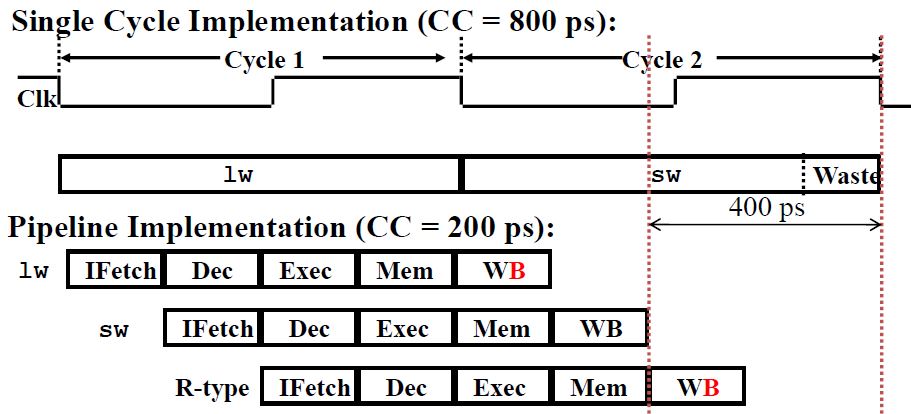 Single Cycle Implementation (CC = 800 ps):
Cycle 1 Cycle 2
Clk
lw sw Waste
400 ps
Pipeline Implementation (CC = 200 ps):
lw IFetch Dec Exec Mem WB
sw IFetch Dec Exec Mem WB
R-type IFetch Dec Exec Mem WB